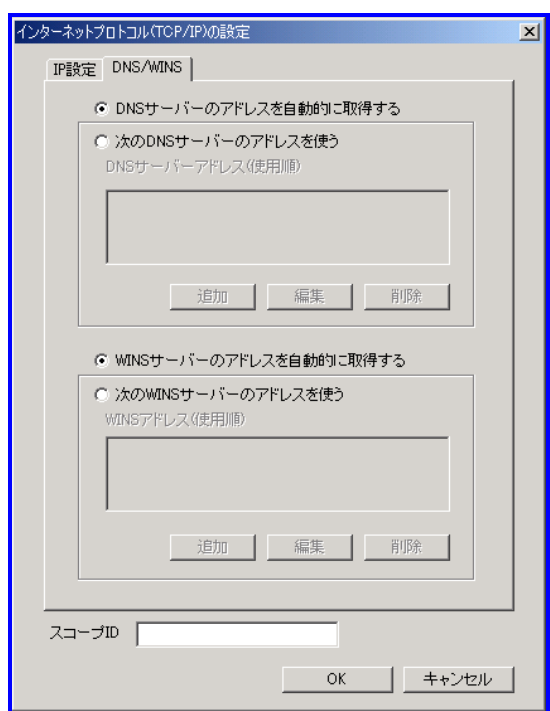 インターネットプロトコル(TCP/IP)の設定
IP設定 DNS/WINS
DNSサーバーのアドレスを自動的に取得する
次のDNSサーバーのアドレスを使う
DNSサーバーアドレス(使用順)
追加 編集 削除
WINSサーバーのアドレスを自動的に取得する
次のWINSサーバーのアドレスを使う
WINSアドレス(使用順)
追加 編集 削除
スコープID
OK キャンセル